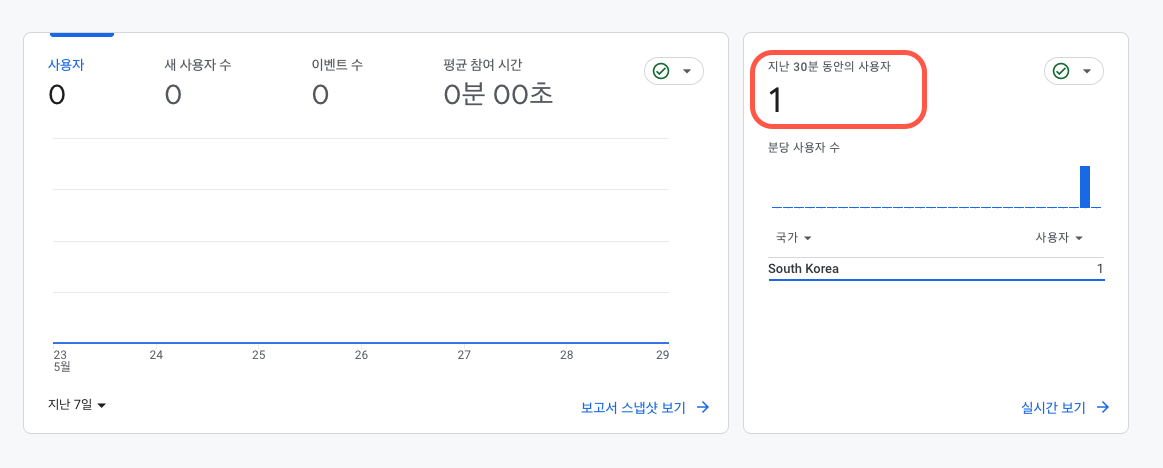 사용자
0
새 사용자 수
0
이벤트 수
0
평균 참여 시간
0분 00초
23
5월
24
25
26
27
28
29
지난 7일
보고서 스냅샷 보기
지난 30분 동안의 사용자
1
분당 사용자 수
국가
사용자
South Korea
1
실시간 보기